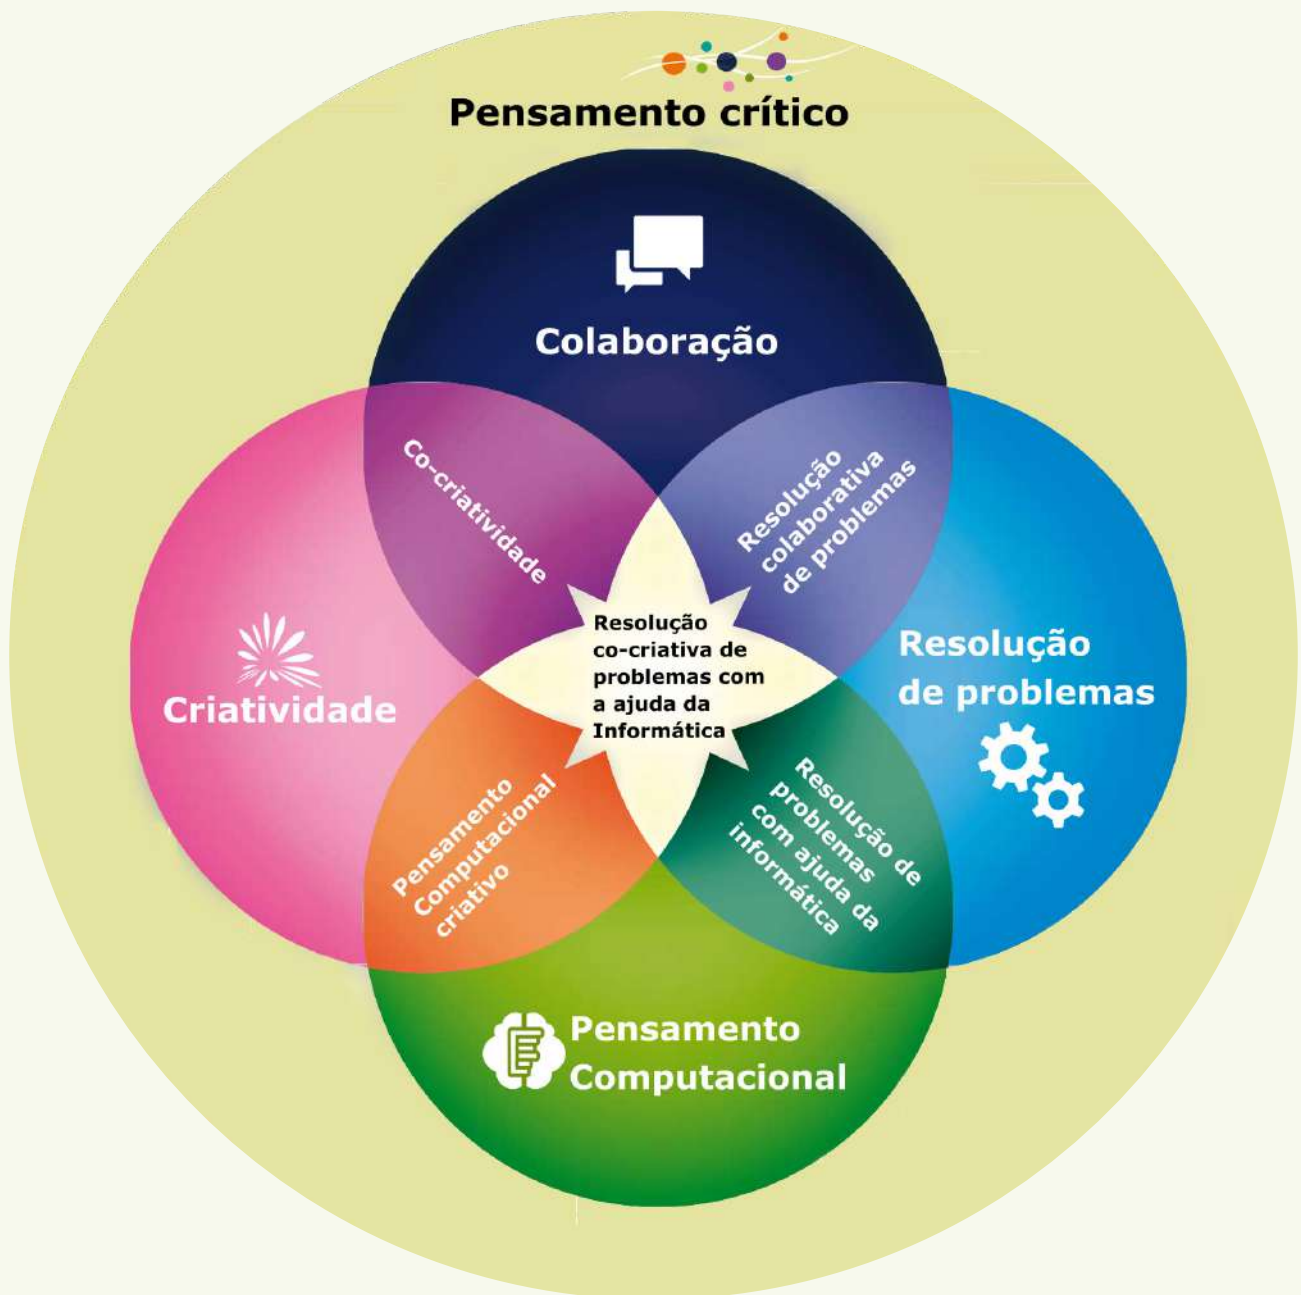 Pensamento crítico
Colaboração
Co-criatividade
Resolução
colaborativa
de problemas
Resolução
co-criativa de
problemas com
a ajuda da
Informática
Resolução
de problemas
Criatividade
Pensamento
Computacional
criativo
Resolução de
problemas
com ajuda da
informática
Pensamento
Computacional